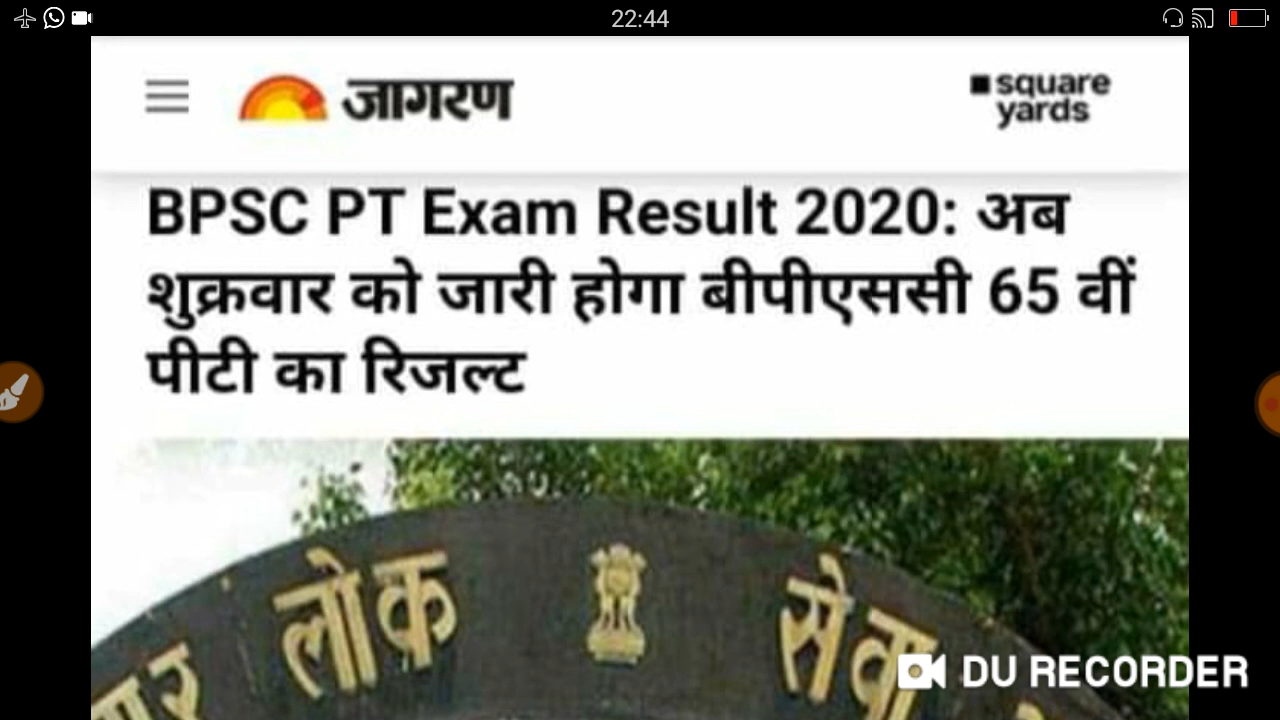 22:44
जागरण
square
yards
BPSC PT Exam Result 2020: अब
शुक्रवार को जारी होगा बीपीएससी 65 वीं
पीटी का रिजल्ट
लोक सेवा
DU RECORDER